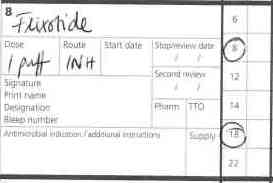 8
Flixotide
6
Dose Route Start date Stop/review date
1 puff INH / /
8
Second review
/ /
12
Signature
Print name
Designation
Bleep number
Pharm TTO
14
Antimicrobial indication / additional instructions
Supply
18
22